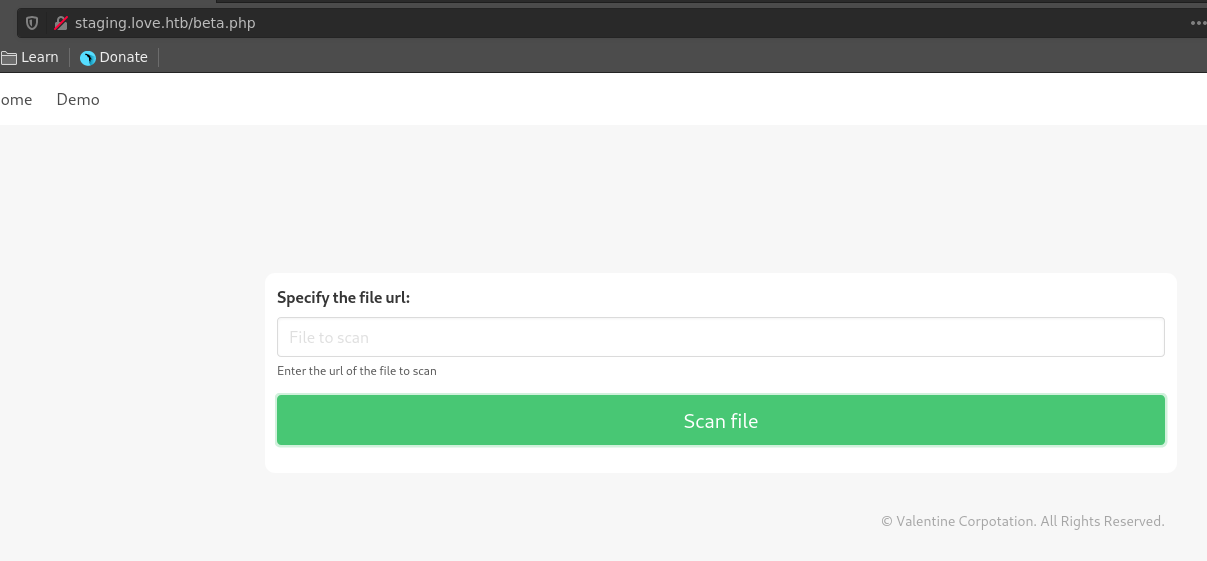 staging.love.htb/beta.php
Learn Donate
ome Demo
Specify the file url:
File to scan
Enter the url of the file to scan
Scan file
© Valentine Corpotation. All Rights Reserved.